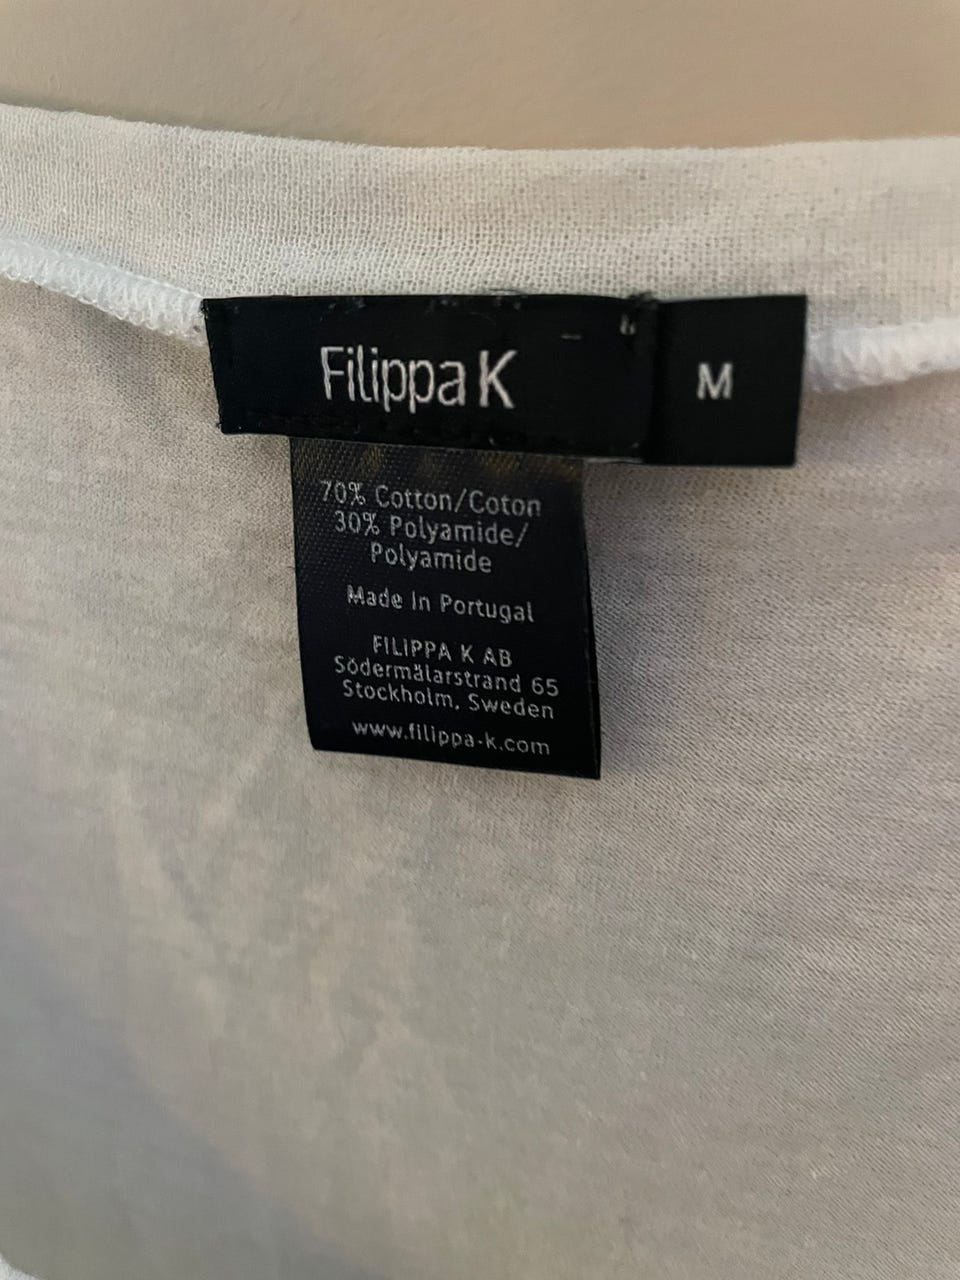 Filippa K
M
70% Cotton/Coton
30% Polyamide/
Polyamide
Made in Portugal
FILIPPA K AB
Södermälarstrand 65
Stockholm, Sweden
www.filippa-k.com